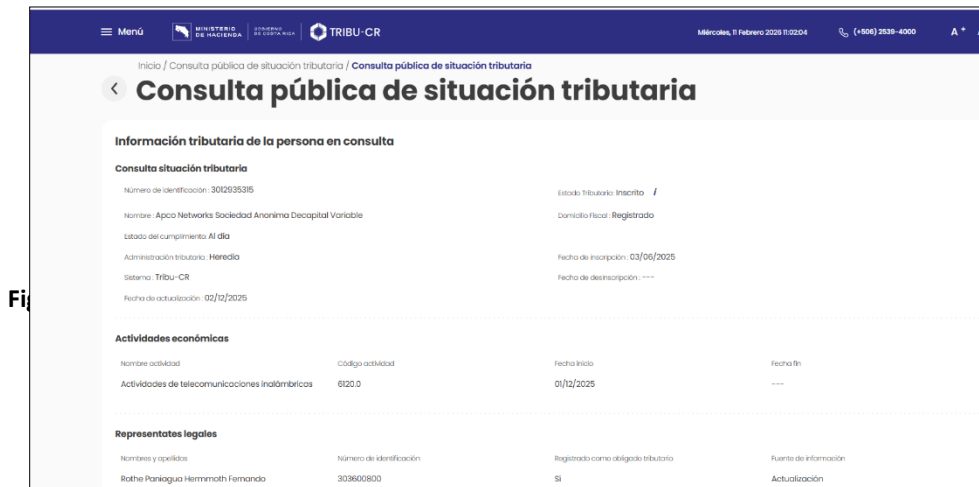 Menú MINISTERIO DE HACIENDA GOBIERNO DE COSTA RICA TRIBU-CR Miércoles, 11 Febrero 2026 11:02:04 (+506) 2539-4000 A+
Inicio / Consulta pública de situación tributaria / Consulta pública de situación tributaria
Consulta pública de situación tributaria
Información tributaria de la persona en consulta
Consulta situación tributaria
Número de identificación : 3012935315 Estado Tributario: Inscrito i
Nombre : Apco Networks Sociedad Anonima Decapital Variable Domicilio Fiscal : Registrado
Estado del cumplimiento: Al día
Administración tributaria : Heredia Fecha de inscripción : 03/06/2025
Sistema : Tribu-CR Fecha de desinscripción : ---
Fecha de actualización : 02/12/2025
Actividades económicas
Nombre actividad Código actividad Fecha inicio Fecha fin
Actividades de telecomunicaciones inalámbricas 6120.0 01/12/2025 ---
Representates legales
Nombres y apellidos Número de identificación Registrado como obligado tributario Fuente de información
Rothe Paniagua Hermmoth Fernando 303600800 Si Actualización